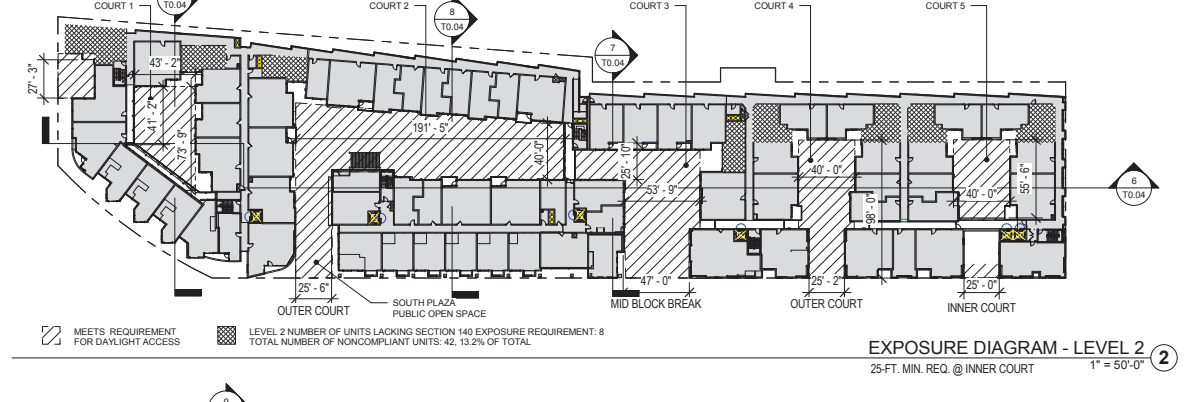 COURT 1
T0.04
COURT 2
8
T0.04
COURT 3
COURT 4
COURT 5
7
T0.04
27' - 3"
43' - 2"
41' - 2"
73' - 9"
191' - 5"
40'-0"
25' - 10"
53' - 9"
40' - 0"
98' - 0"
40' - 0"
55' - 6"
6
T0.04
25' - 6"
OUTER COURT
SOUTH PLAZA
PUBLIC OPEN SPACE
47' - 0"
MID BLOCK BREAK
25' - 2"
OUTER COURT
25' - 0"
INNER COURT
MEETS REQUIREMENT
FOR DAYLIGHT ACCESS
LEVEL 2 NUMBER OF UNITS LACKING SECTION 140 EXPOSURE REQUIREMENT: 8
TOTAL NUMBER OF NONCOMPLIANT UNITS: 42, 13.2% OF TOTAL
EXPOSURE DIAGRAM - LEVEL 2
25-FT. MIN. REQ. @ INNER COURT
1" = 50'-0"
2